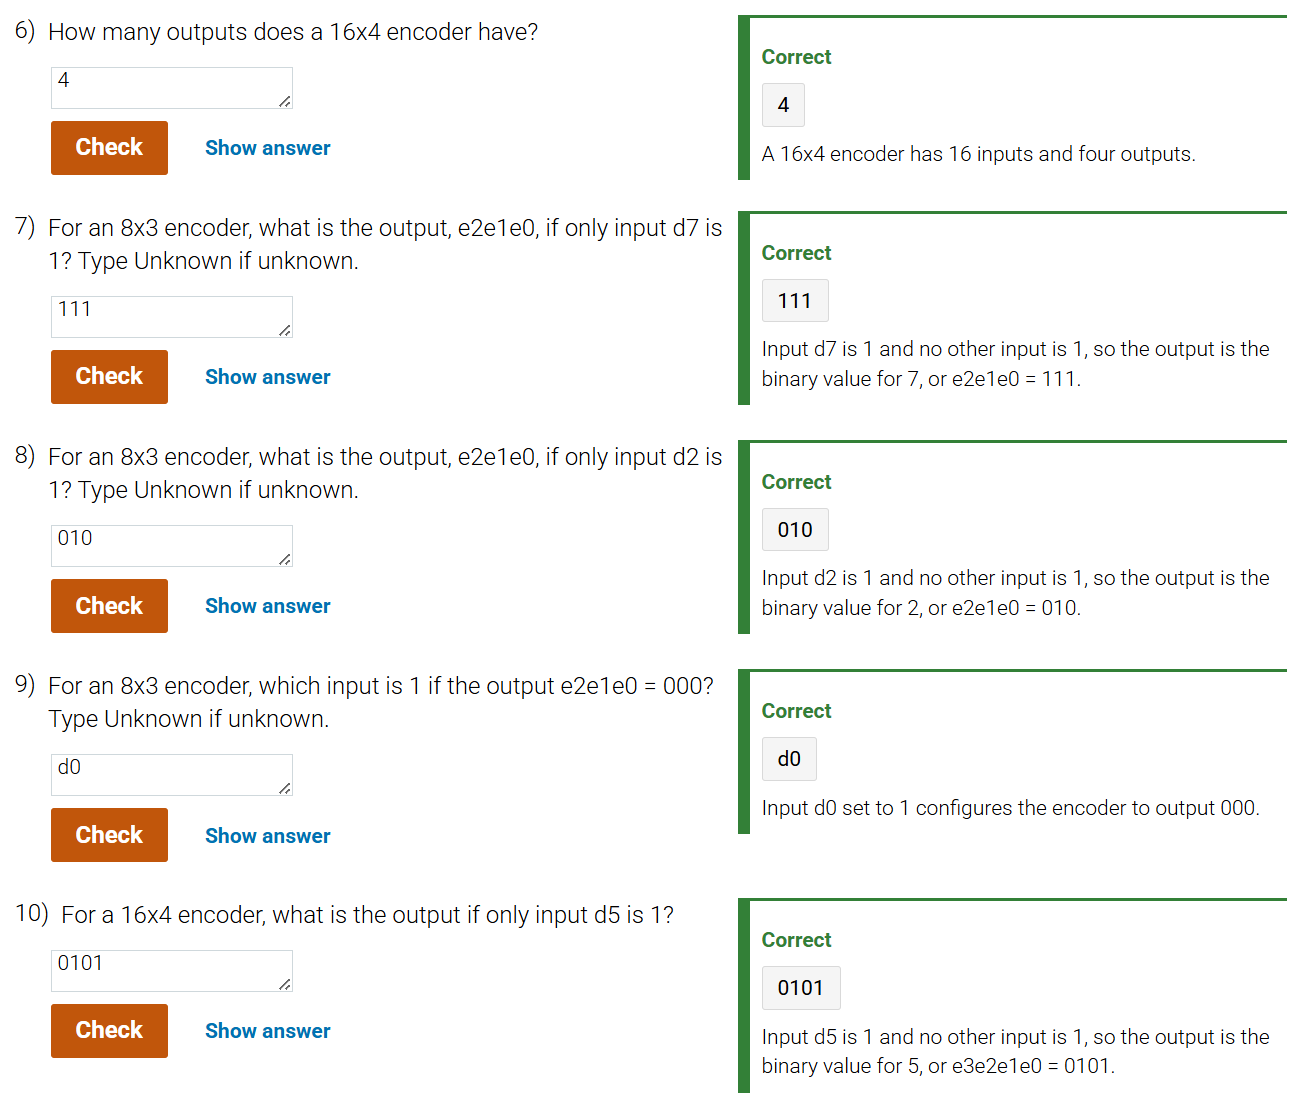 6) How many outputs does a 16x4 encoder have?
4
Check Show answer
Correct
4
A 16x4 encoder has 16 inputs and four outputs.
7) For an 8x3 encoder, what is the output, e2e1e0, if only input d7 is
1? Type Unknown if unknown.
111
Check Show answer
Correct
111
Input d7 is 1 and no other input is 1, so the output is the
binary value for 7, or e2e1e0 = 111.
8) For an 8x3 encoder, what is the output, e2e1e0, if only input d2 is
1? Type Unknown if unknown.
010
Check Show answer
Correct
010
Input d2 is 1 and no other input is 1, so the output is the
binary value for 2, or e2e1e0 = 010.
9) For an 8x3 encoder, which input is 1 if the output e2e1e0 = 000?
Type Unknown if unknown.
d0
Check Show answer
Correct
d0
Input d0 set to 1 configures the encoder to output 000.
10) For a 16x4 encoder, what is the output if only input d5 is 1?
0101
Check Show answer
Correct
0101
Input d5 is 1 and no other input is 1, so the output is the
binary value for 5, or e3e2e1e0 = 0101.